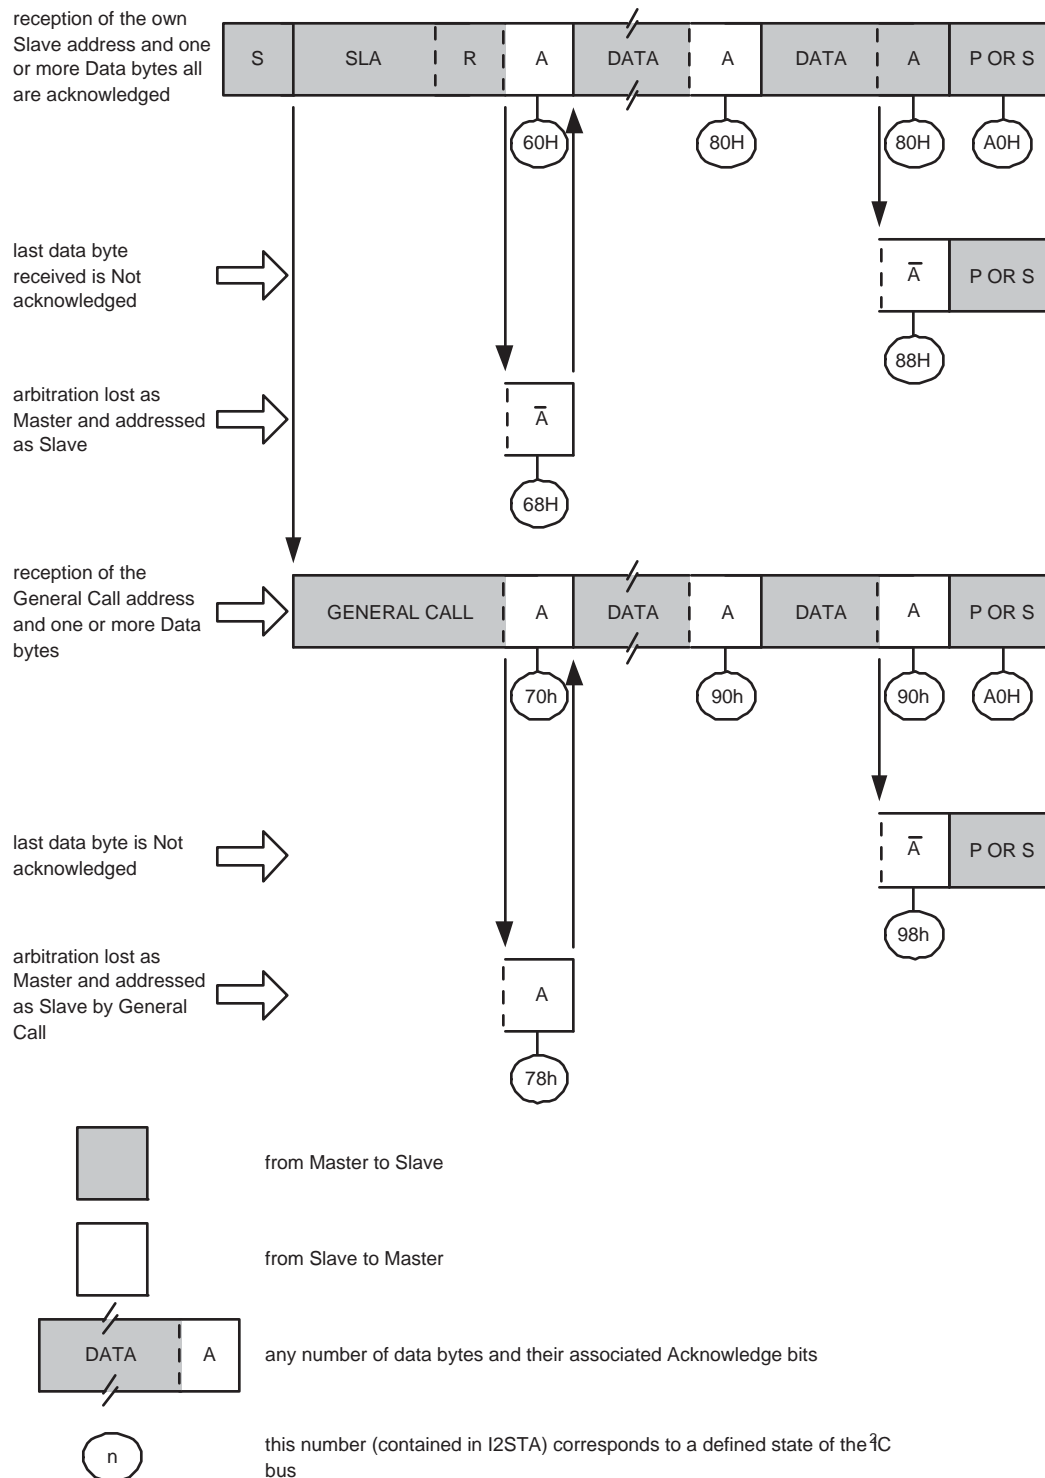 reception of the own
Slave address and one
or more Data bytes all
are acknowledged
S SLA R A DATA A DATA A P OR S
60H 80H 80H A0H
last data byte
received is Not
acknowledged
A̅ P OR S
88H
arbitration lost as
Master and addressed
as Slave
A̅
68H
reception of the
General Call address
and one or more Data
bytes
GENERAL CALL A DATA A DATA A P OR S
70h 90h 90h A0H
last data byte is Not
acknowledged
A̅ P OR S
98h
arbitration lost as
Master and addressed
as Slave by General
Call
A
78h
from Master to Slave
from Slave to Master
DATA A any number of data bytes and their associated Acknowledge bits
n this number (contained in I2STA) corresponds to a defined state of the I²C
bus